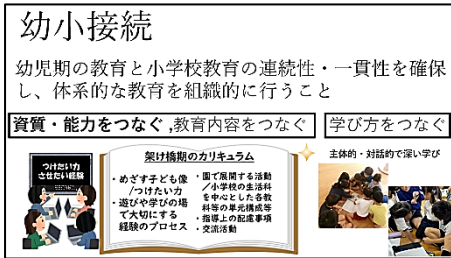 幼小接続
幼児期の教育と小学校教育の連続性・一貫性を確保
し、体系的な教育を組織的に行うこと
資質・能力をつなぐ,教育内容をつなぐ
学び方をつなぐ
つけたい力
させたい経験
架け橋期のカリキュラム
・めざす子ども像
/つけたい力
・遊びや学びの場
で大切にする
経験のプロセス
・園で展開する活動
/小学校の生活科
を中心とした各教
科等の単元構成等
・指導上の配慮事項
・交流活動
主体的・対話的で深い学び